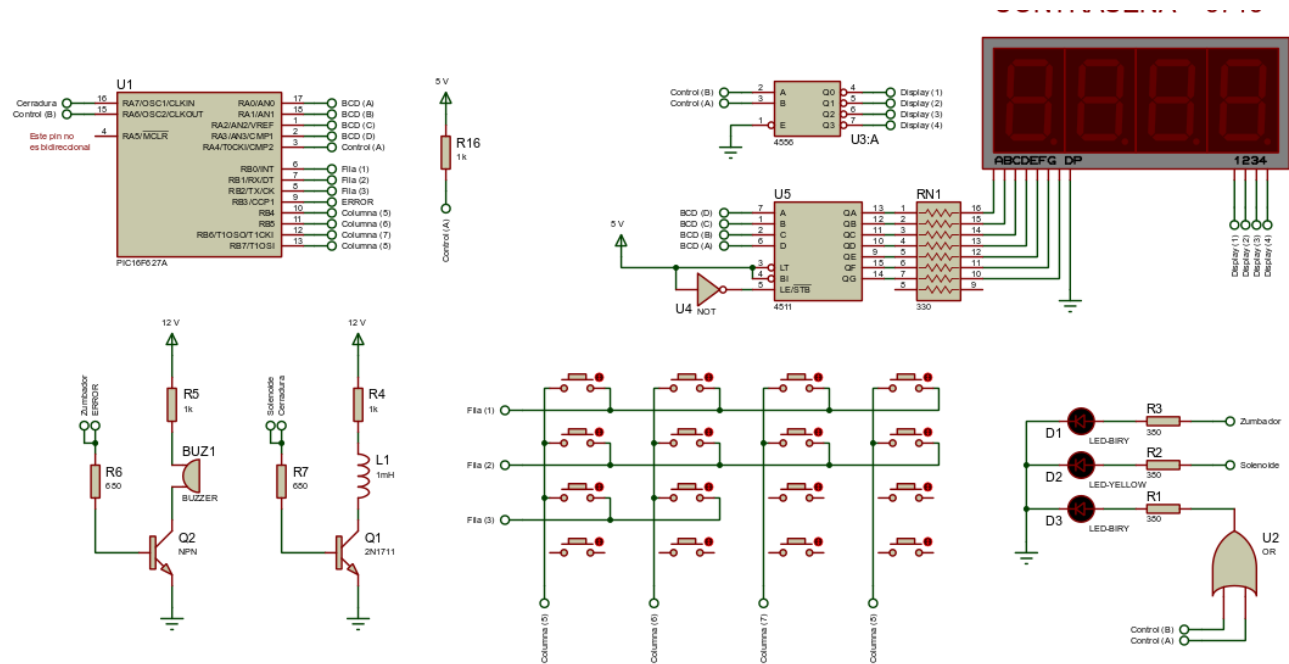 U1
Cerradura 16 RA7/OSC1/CLKIN RA0/AN0 17 BCD (A)
Control (B) 15 RA6/OSC2/CLKOUT RA1/AN1 18 BCD (B)
RA2/AN2/VREF 1 BCD (C)
Este pin no 4 RA5/MCLR RA3/AN3/CMP1 2 BCD (D)
es bidireccional RA4/T0CKI/CMP2 3 Control (A)
RB0/INT 6 Fila (1)
RB1/RX/DT 7 Fila (2)
RB2/TX/CK 8 Fila (3)
RB3/CCP1 9 ERROR
RB4 10 Columna (5)
RB5 11 Columna (6)
RB6/T1OSO/T1CKI 12 Columna (7)
RB7/T1OSI 13 Columna (8)
PIC16F627A
5 V
R16
1k
Control (A)
Control (B) 2 A Q0 4 Display (1)
Control (A) 3 B Q1 5 Display (2)
Q2 6 Display (3)
1 E Q3 7 Display (4)
4556
U3:A
ABCDEFG DP 1234
Display (1)
Display (2)
Display (3)
Display (4)
U5
RN1
BCD (D) 7 A QA 13 1 16
BCD (C) 1 B QB 12 2 15
BCD (B) 2 C QC 11 3 14
BCD (A) 6 D QD 10 4 13
QE 9 5 12
3 LT QF 15 6 11
4 BI QG 14 7 10
5 LE/STB 8 9
4511
330
5 V
U4
NOT
12 V
R5
1k
Zumbador
ERROR
R6
680
BUZ1
BUZZER
Q2
NPN
12 V
R4
1k
Solenoide
Cerradura
R7
680
L1
1mH
Q1
2N1711
Fila (1)
Fila (2)
Fila (3)
Columna (5)
Columna (6)
Columna (7)
Columna (8)
D1
LED-BIRY
R3
350
Zumbador
D2
LED-YELLOW
R2
350
Solenoide
D3
LED-BIRY
R1
350
U2
OR
Control (B)
Control (A)